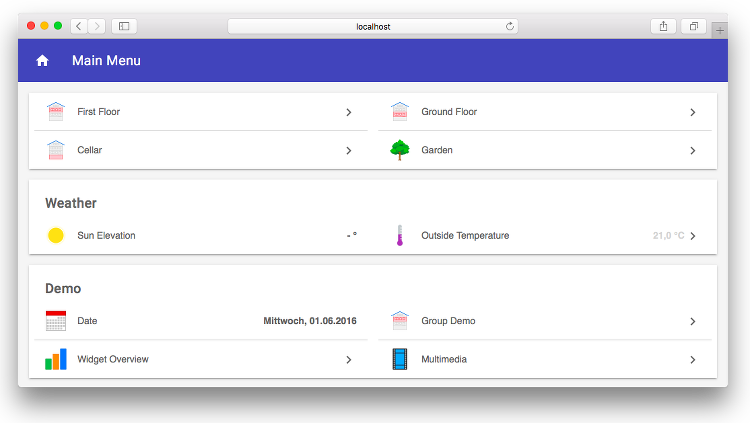 localhost
Main Menu
First Floor
Ground Floor
Cellar
Garden
Weather
Sun Elevation
- °
Outside Temperature
21,0 °C
Demo
Date
Mittwoch, 01.06.2016
Group Demo
Widget Overview
Multimedia